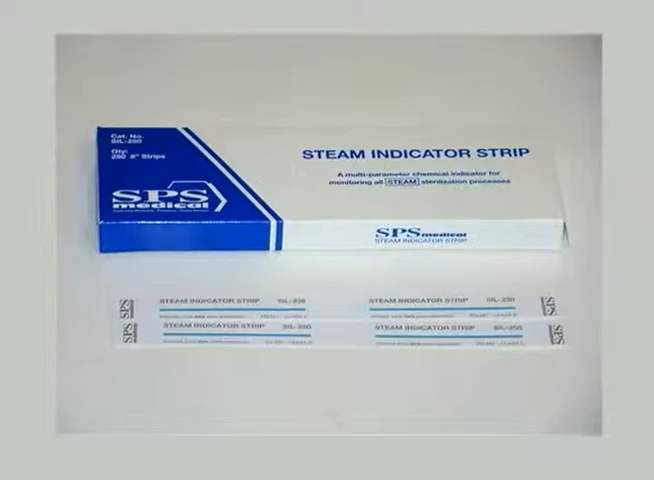 Cat. No.
SIL-250
Qty:
250 8" Strips
SPS
medical
STEAM INDICATOR STRIP
A multi-parameter chemical indicator for
monitoring all STEAM sterilization processes
SPS medical
STEAM INDICATOR STRIP
SPS STEAM INDICATOR STRIP SIL-250 STEAM INDICATOR STRIP SIL-250 SPS
SPS STEAM INDICATOR STRIP SIL-250 STEAM INDICATOR STRIP SIL-250 SPS